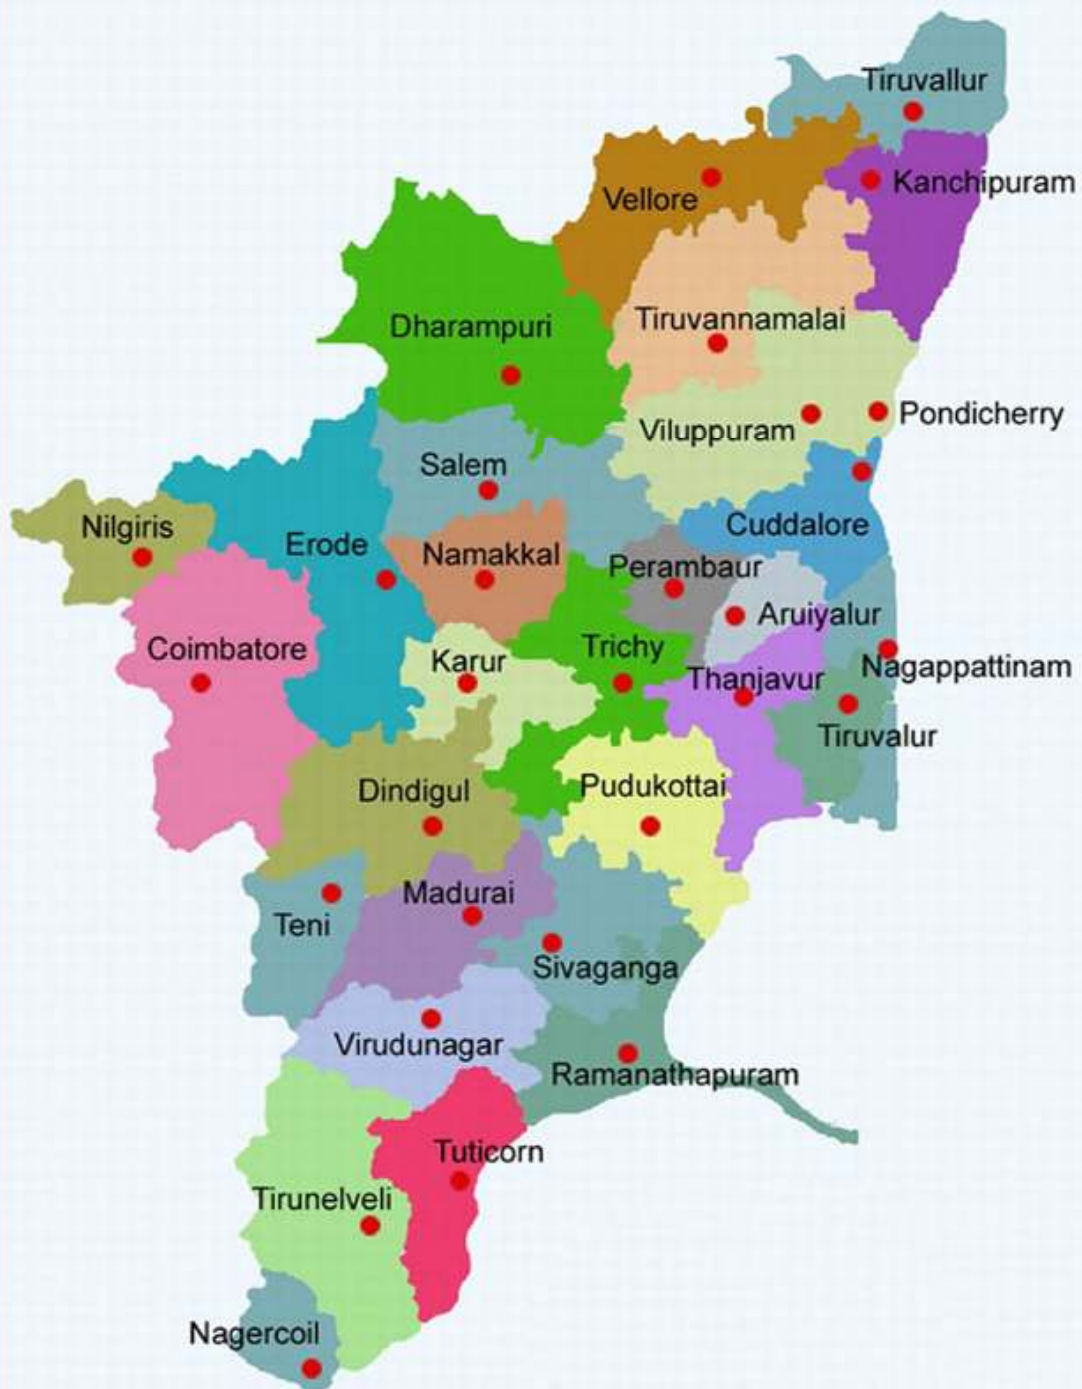 Tiruvallur
Kanchipuram
Vellore
Tiruvannamalai
Dharampuri
Pondicherry
Viluppuram
Salem
Cuddalore
Nilgiris
Erode
Namakkal
Perambaur
Aruiyalur
Coimbatore
Karur
Trichy
Nagappattinam
Thanjavur
Tiruvalur
Dindigul
Pudukottai
Madurai
Teni
Sivaganga
Virudunagar
Ramanathapuram
Tuticorn
Tirunelveli
Nagercoil